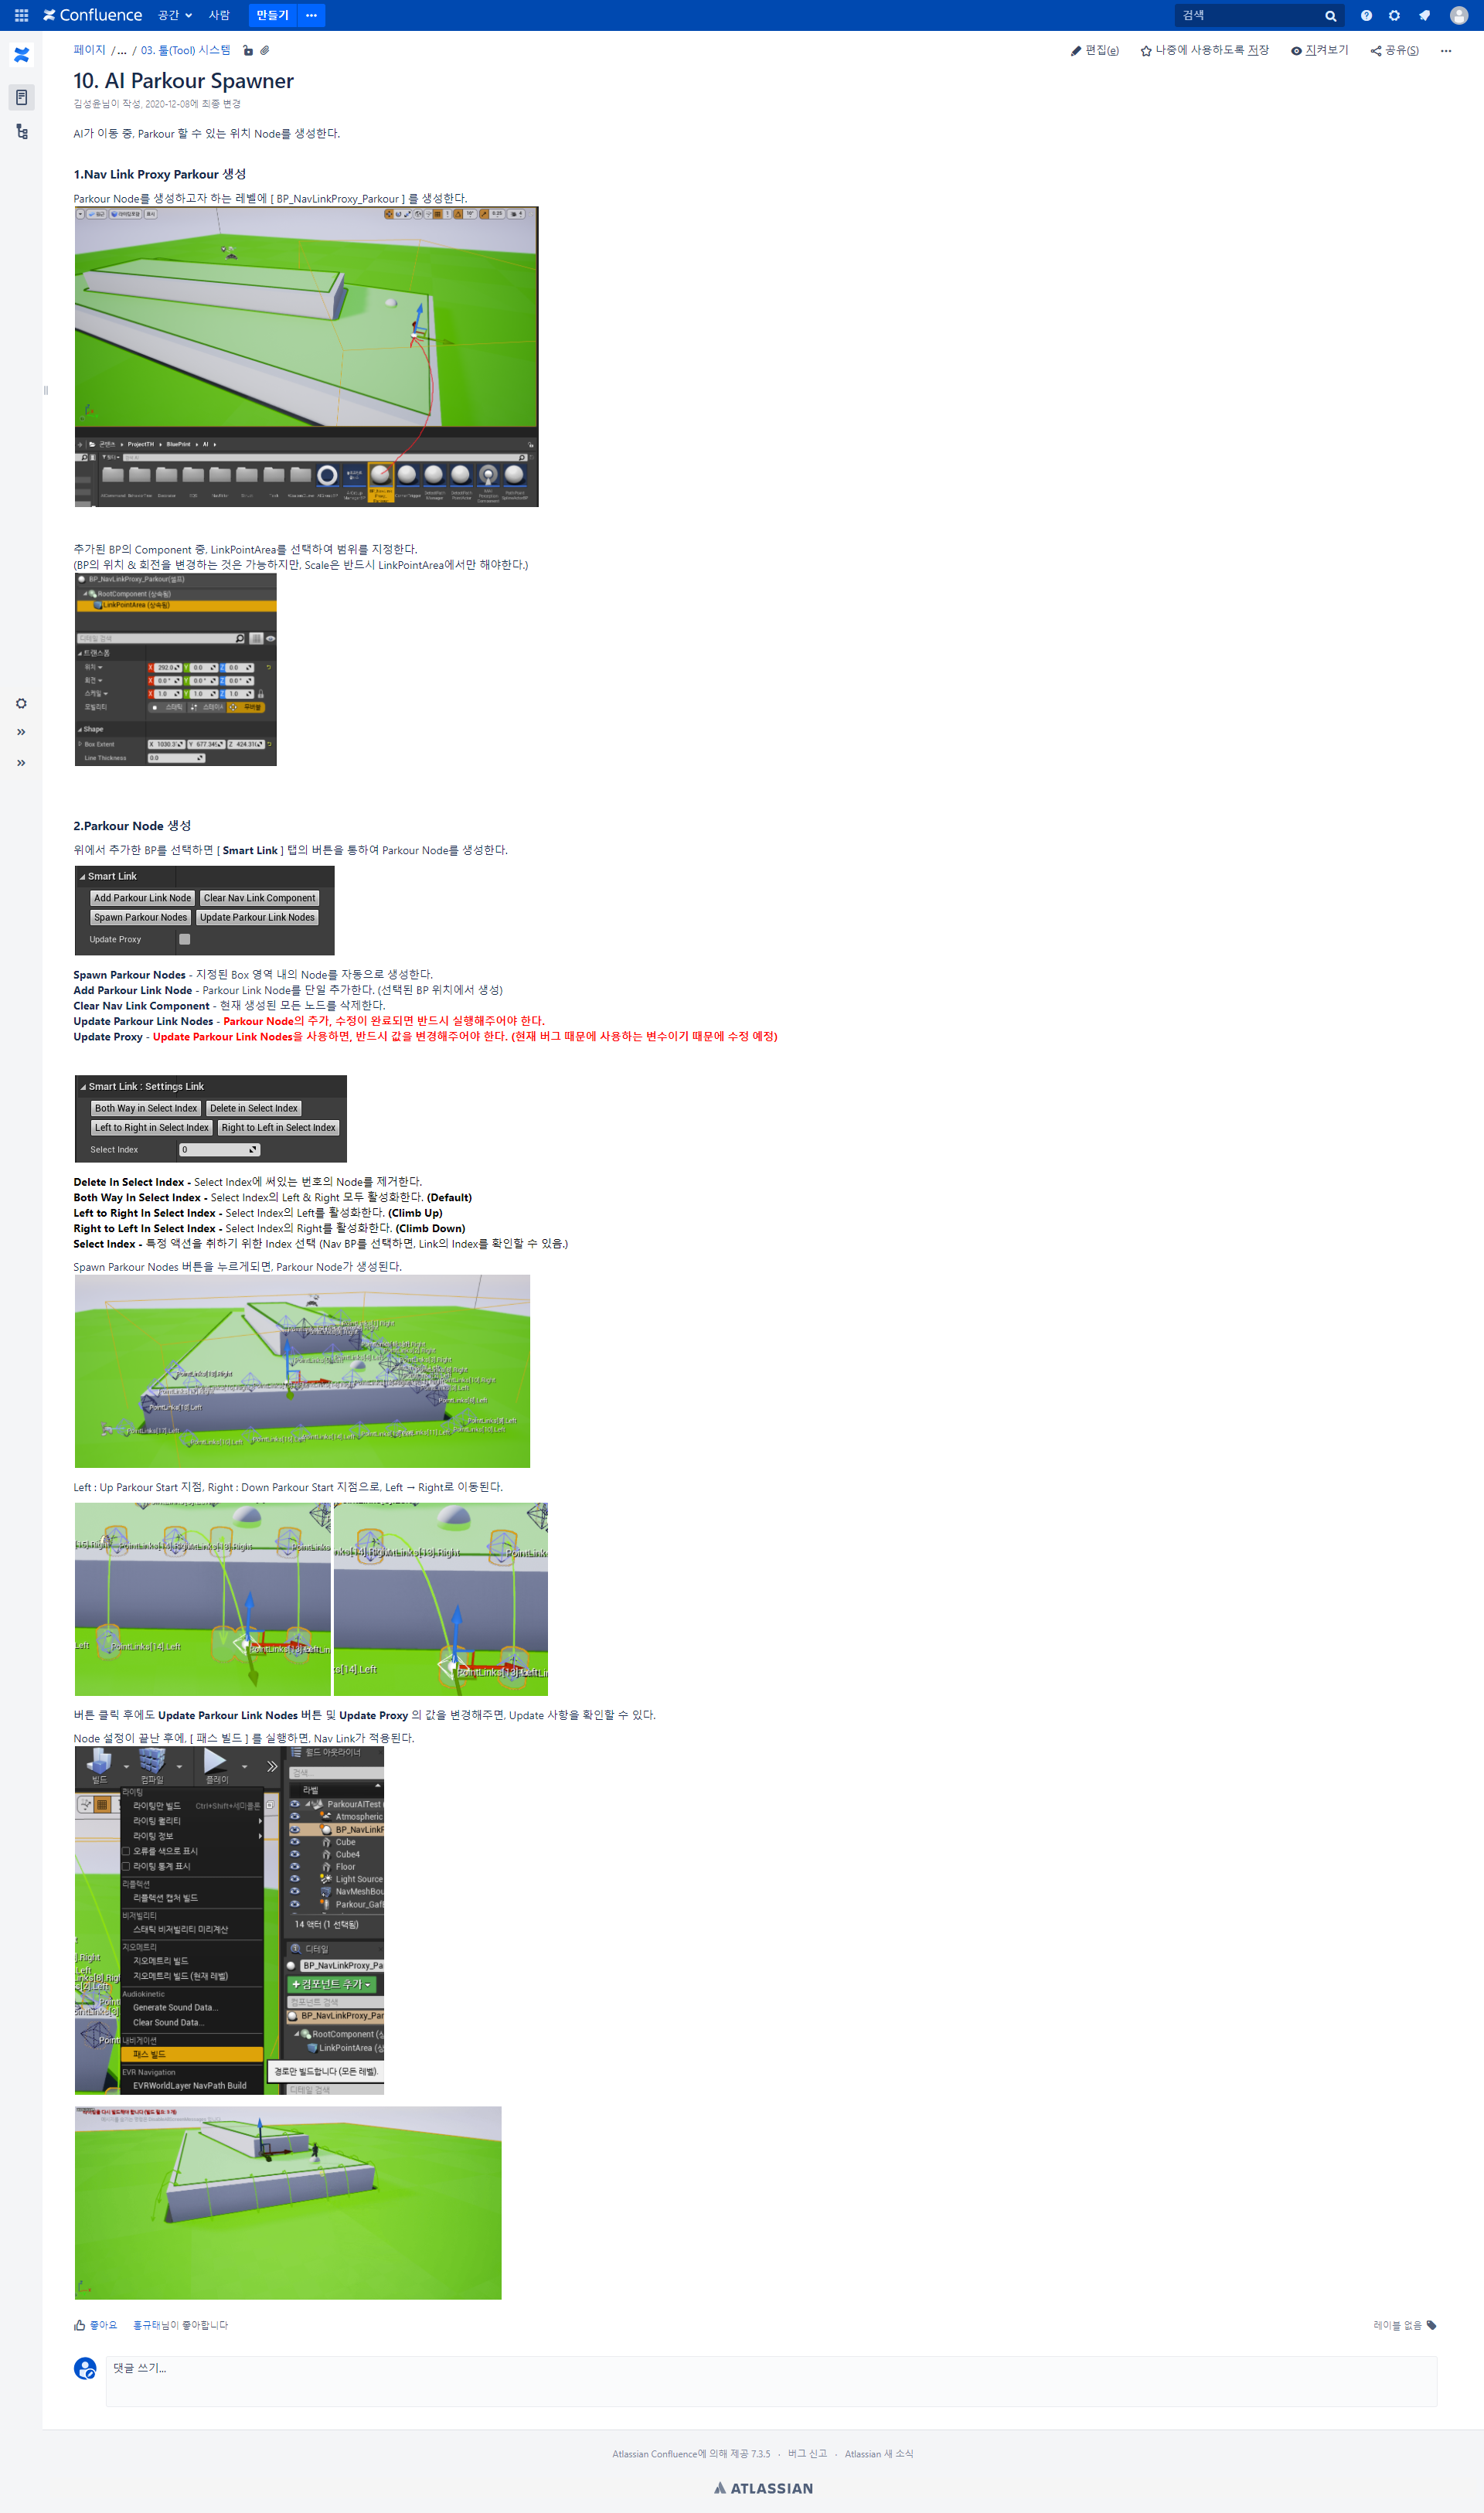 Confluence 공간 사람 만들기 ... 검색
페이지 /... / 03. 툴(Tool) 시스템
편집(e) 나중에 사용하도록 저장 지켜보기 공유(S) ...
10. AI Parkour Spawner
김성윤님이 작성, 2020-12-08에 최종 변경
AI가 이동 중, Parkour 할 수 있는 위치 Node를 생성한다.
1.Nav Link Proxy Parkour 생성
Parkour Node를 생성하고자 하는 레벨에 [ BP_NavLinkProxy_Parkour ] 를 생성한다.
콘텐츠 ProjectTH BluePrint AI
추가된 BP의 Component 중, LinkPointArea를 선택하여 범위를 지정한다.
(BP의 위치 & 회전을 변경하는 것은 가능하지만, Scale은 반드시 LinkPointArea에서만 해야한다.)
BP_NavLinkProxy_Parkour(셀프)
RootComponent (상속됨)
LinkPointArea (상속됨)
디테일 검색
트랜스폼
위치 X 292.0 Y 0.0 Z 0.0
회전 X 0.0° Y 0.0° Z 0.0°
스케일 X 1.0 Y 1.0 Z 1.0
모빌리티 스태틱 무버블
Shape
Box Extent X 1030.3 Y 677.345 Z 424.318
Line Thickness 0.0
2.Parkour Node 생성
위에서 추가한 BP를 선택하면 [ Smart Link ] 탭의 버튼을 통하여 Parkour Node를 생성한다.
Smart Link
Add Parkour Link Node Clear Nav Link Component
Spawn Parkour Nodes Update Parkour Link Nodes
Update Proxy
Spawn Parkour Nodes - 지정된 Box 영역 내의 Node를 자동으로 생성한다.
Add Parkour Link Node - Parkour Link Node를 단일 추가한다. (선택된 BP 위치에서 생성)
Clear Nav Link Component - 현재 생성된 모든 노드를 삭제한다.
Update Parkour Link Nodes - Parkour Node의 추가, 수정이 완료되면 반드시 실행해주어야 한다.
Update Proxy - Update Parkour Link Nodes을 사용하면, 반드시 값을 변경해주어야 한다. (현재 버그 때문에 사용하는 변수이기 때문에 수정 예정)
Smart Link : Settings Link
Both Way in Select Index Delete in Select Index
Left to Right in Select Index Right to Left in Select Index
Select Index 0
Delete In Select Index - Select Index에 써있는 번호의 Node를 제거한다.
Both Way In Select Index - Select Index의 Left & Right 모두 활성화한다. (Default)
Left to Right In Select Index - Select Index의 Left를 활성화한다. (Climb Up)
Right to Left In Select Index - Select Index의 Right를 활성화한다. (Climb Down)
Select Index - 특정 액션을 취하기 위한 Index 선택 (Nav BP를 선택하면, Link의 Index를 확인할 수 있음.)
Spawn Parkour Nodes 버튼을 누르게되면, Parkour Node가 생성된다.
Left : Up Parkour Start 지점, Right : Down Parkour Start 지점으로, Left → Right로 이동된다.
PointLinks[14].Left
버튼 클릭 후에도 Update Parkour Link Nodes 버튼 및 Update Proxy 의 값을 변경해주면, Update 사항을 확인할 수 있다.
Node 설정이 끝난 후에, [ 패스 빌드 ] 를 실행하면, Nav Link가 적용된다.
빌드 컴파일 플레이
월드 아웃라이너
검색...
라벨
라이팅
라이팅만 빌드 Ctrl+Shift+세미콜론
라이팅 퀄리티
라이팅 정보
오류를 색으로 표시
라이팅 통계 표시
리플렉션
리플렉션 캡처 빌드
비저빌리티
스태틱 비저빌리티 미리계산
지오메트리
지오메트리 빌드
지오메트리 빌드 (현재 레벨)
Audiokinetic
Generate Sound Data...
Clear Sound Data...
내비게이션
패스 빌드
EVR Navigation
EVRWorldLayer NavPath Build
ParkourAITest
Atmospheric
BP_NavLinkP
Cube
Cube4
Floor
Light Source
NavMeshBou
Parkour_Gaf
14 액터 (1 선택됨)
디테일
BP_NavLinkProxy_Pa
+컴포넌트 추가
컴포넌트 검색
BP_NavLinkProxy_Par
RootComponent (상
LinkPointArea (상
경로만 빌드합니다 (모든 레벨).
디테일 검색
좋아요 홍규태님이 좋아합니다
레이블 없음
댓글 쓰기...
Atlassian Confluence에 의해 제공 7.3.5 · 버그 신고 · Atlassian 새 소식
ATLASSIAN